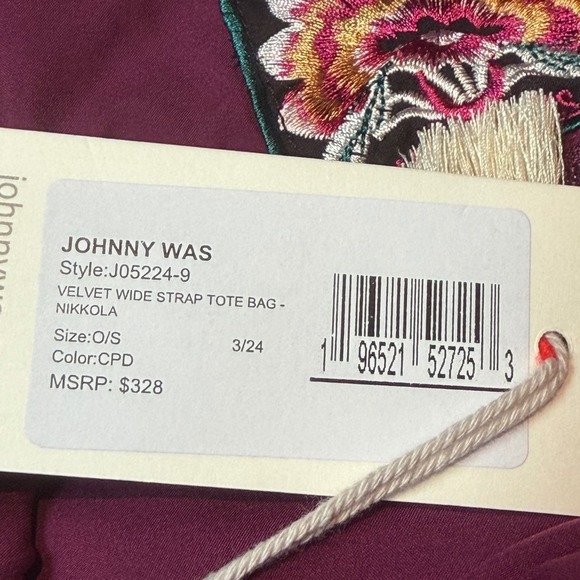 johnnywa
JOHNNY WAS
Style:J05224-9
VELVET WIDE STRAP TOTE BAG -
NIKKOLA
Size:O/S 3/24
Color:CPD
MSRP: $328
1 96521 52725 3